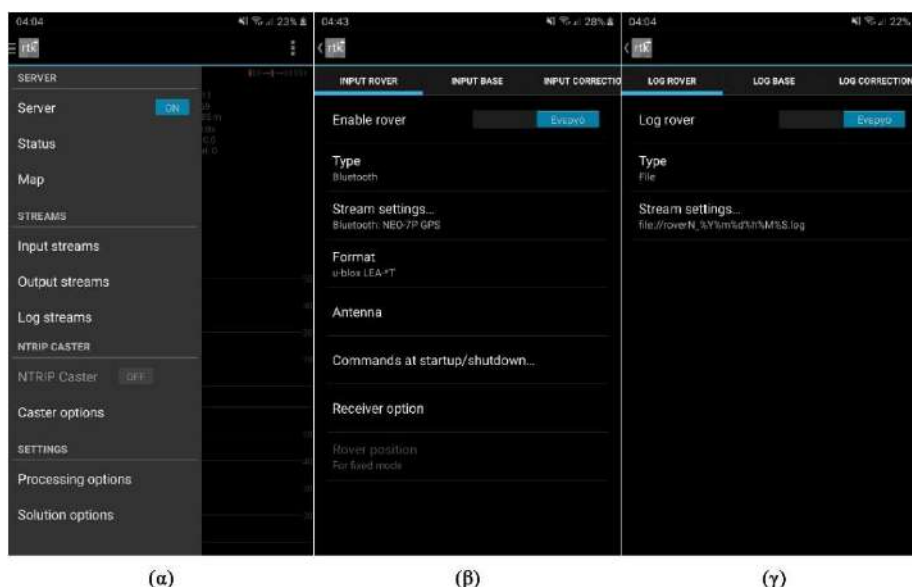 04:04
23%
rtk
SERVER
Server ON
Status
Map
STREAMS
Input streams
Output streams
Log streams
NTRIP CASTER
NTRIP Caster OFF
Caster options
SETTINGS
Processing options
Solution options
(α)
04:43
28%
rtk
INPUT ROVER INPUT BASE INPUT CORRECTIO
Enable rover Ενεργό
Type
Bluetooth
Stream settings...
Bluetooth: NEO-7P GPS
Format
u-blox LEA-*T
Antenna
Commands at startup/shutdown...
Receiver option
Rover position
For fixed mode
(β)
04:04
22%
rtk
LOG ROVER LOG BASE LOG CORRECTION
Log rover Ενεργό
Type
File
Stream settings...
file://roverN_%Y%m%d%h%M%S.log
(γ)